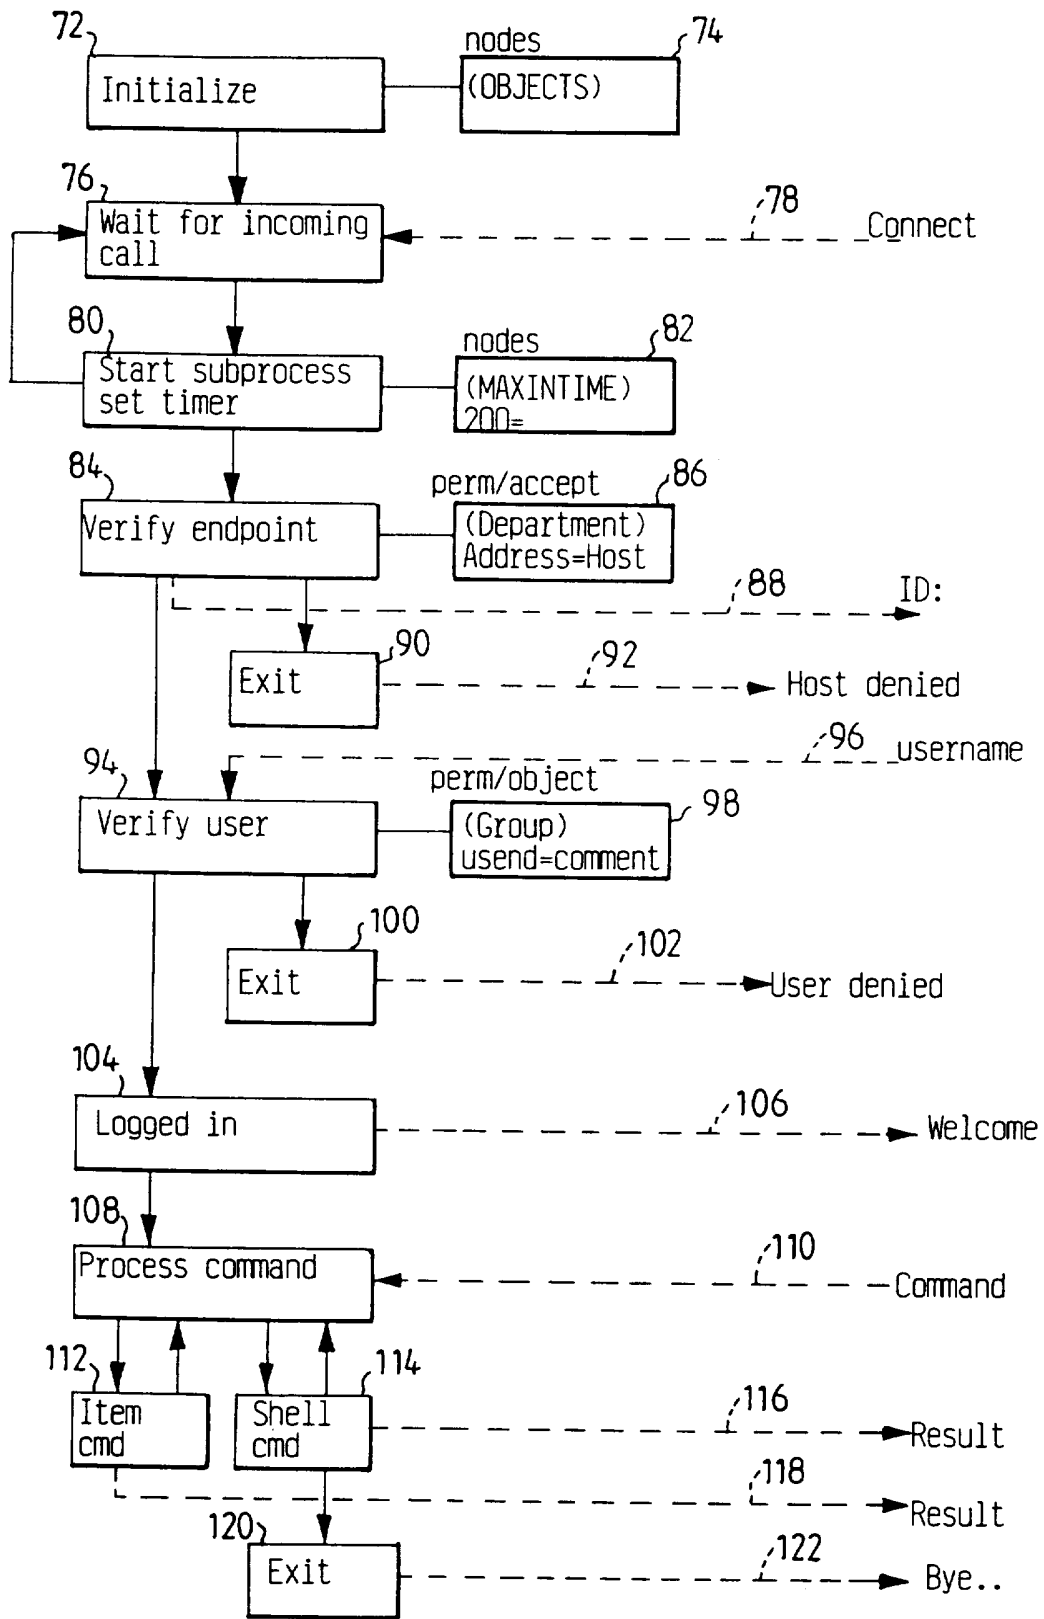 72
nodes
74
Initialize
(OBJECTS)
76
Wait for incoming
call
78
Connect
80
Start subprocess
set timer
nodes
82
(MAXINTIME)
200=
84
Verify endpoint
perm/accept
86
(Department)
Address=Host
88
ID:
90
Exit
92
Host denied
94
Verify user
96
username
perm/object
98
(Group)
usend=comment
100
Exit
102
User denied
104
Logged in
106
Welcome
108
Process command
110
Command
112
Item
cmd
114
Shell
cmd
116
Result
118
Result
120
Exit
122
Bye..